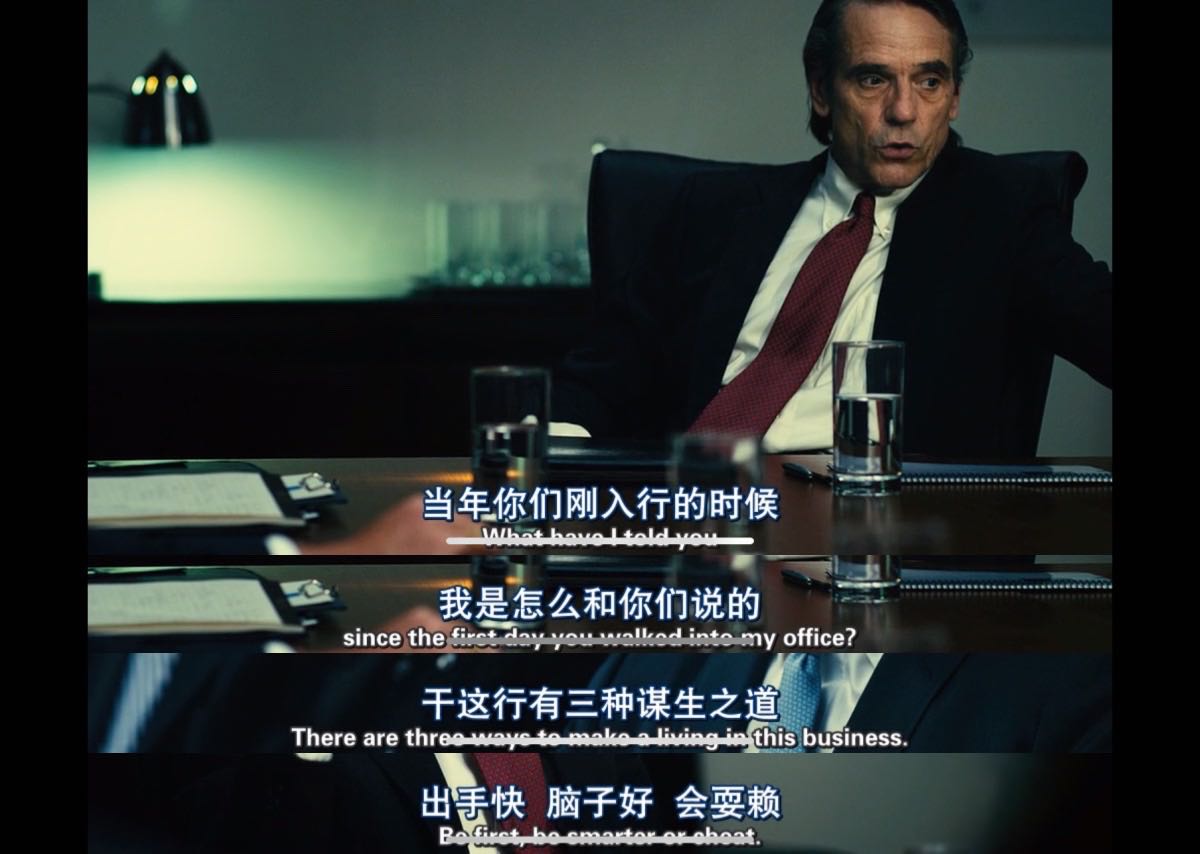 当年你们刚入行的时候
What have I told you
我是怎么和你们说的
since the first day you walked into my office?
干这行有三种谋生之道
There are three ways to make a living in this business.
出手快 脑子好 会耍赖
Be first, be smarter or cheat.